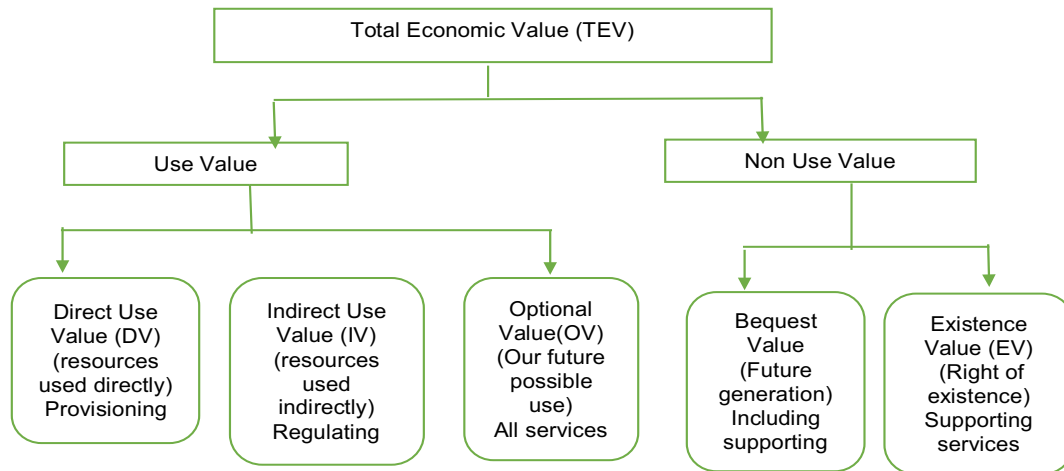 Total Economic Value (TEV)
Use Value
Non Use Value
Direct Use
Value (DV)
(resources
used directly)
Provisioning
Indirect Use
Value (IV)
(resources
used
indirectly)
Regulating
Optional
Value(OV)
(Our future
possible
use)
All services
Bequest
Value
(Future
generation)
Including
supporting
Existence
Value (EV)
(Right of
existence)
Supporting
services